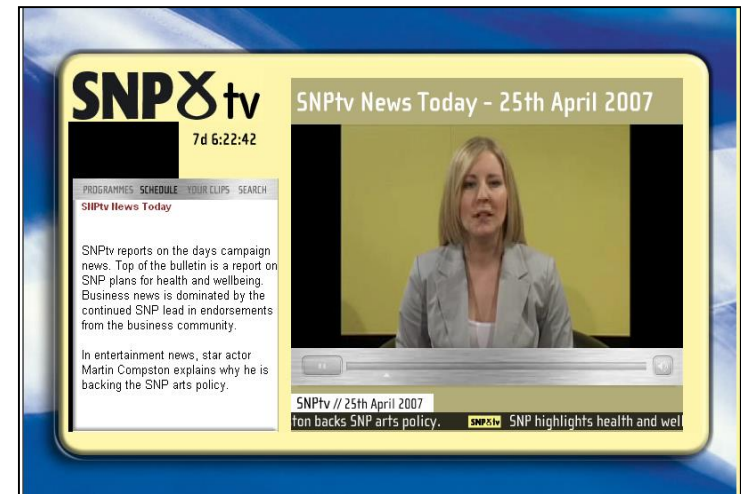 SNP tv
7d 6:22:42
PROGRAMMES SCHEDULE YOUR CLIPS SEARCH
SNPtv News Today
SNPtv reports on the days campaign
news. Top of the bulletin is a report on
SNP plans for health and wellbeing.
Business news is dominated by the
continued SNP lead in endorsements
from the business community.
In entertainment news, star actor
Martin Compston explains why he is
backing the SNP arts policy.
SNPtv News Today - 25th April 2007
SNPtv // 25th April 2007
ton backs SNP arts policy. SNP tv SNP highlights health and well